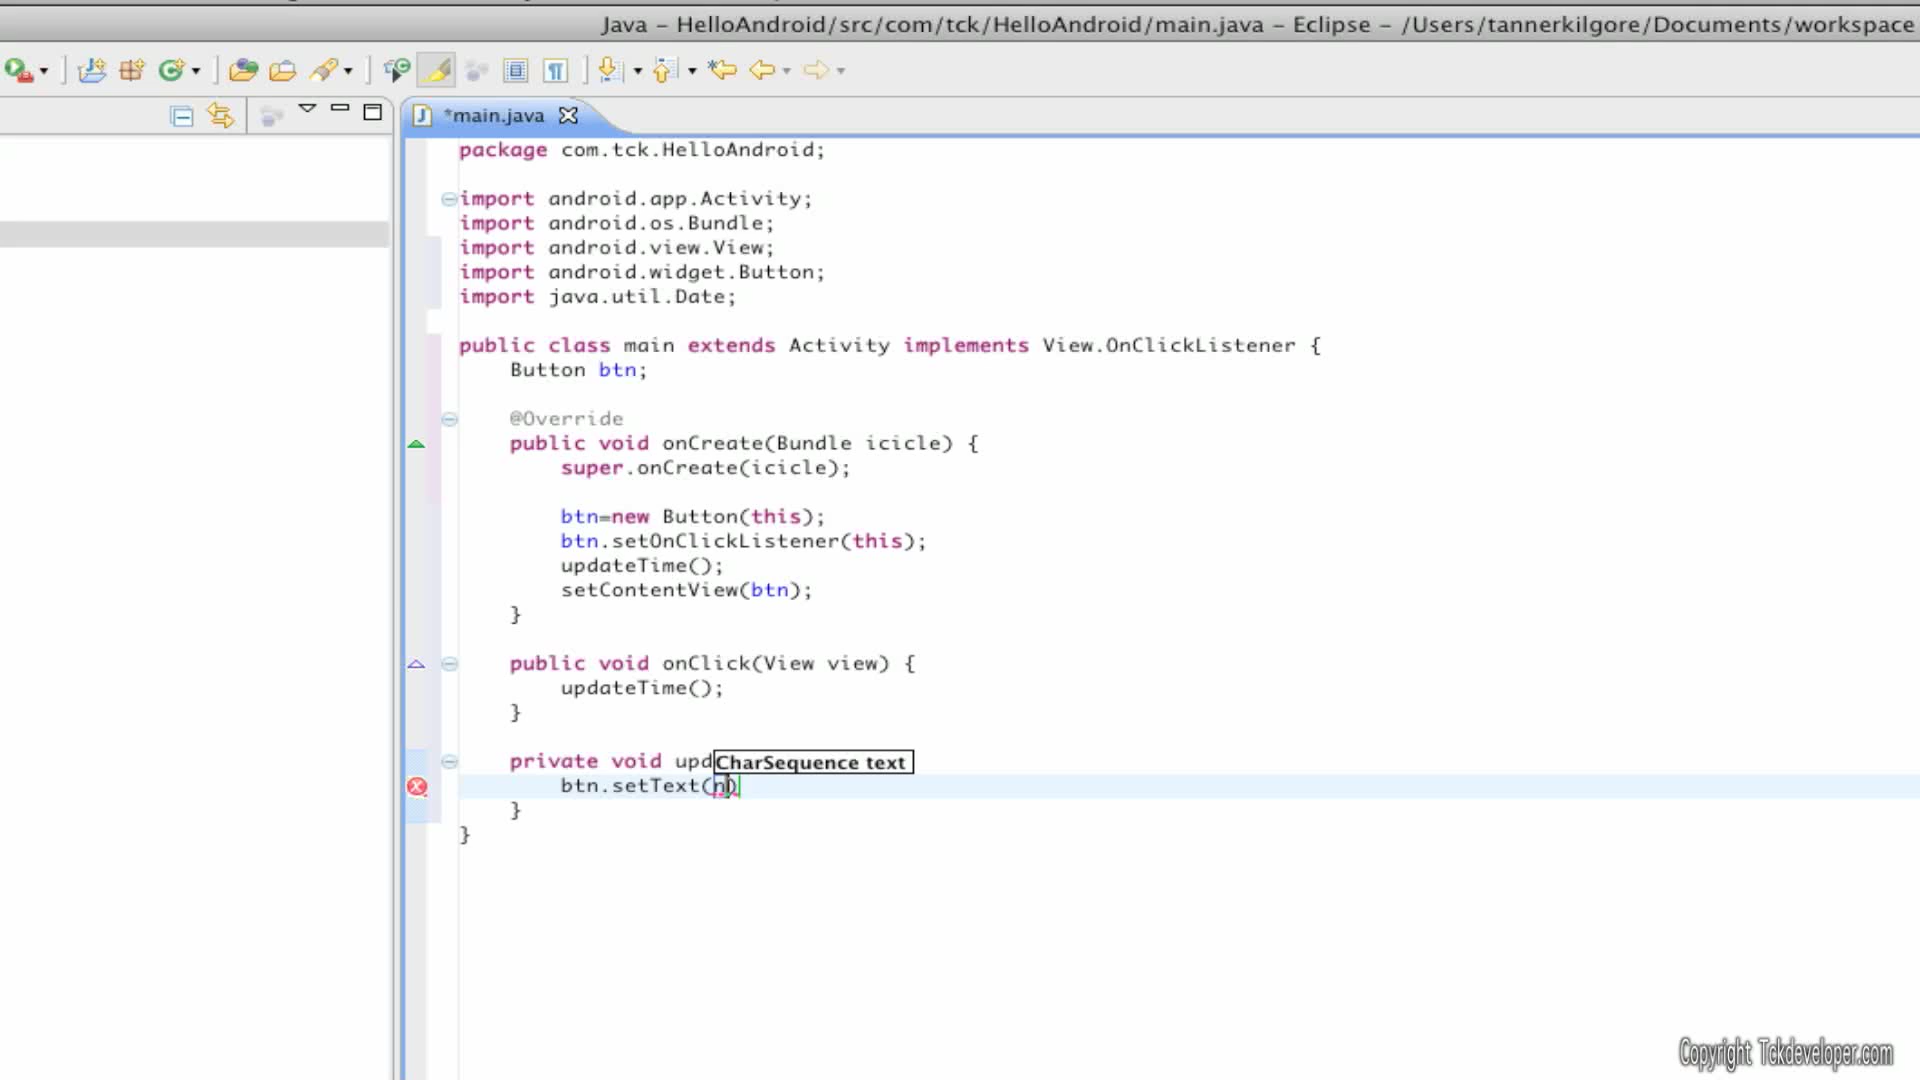 Java – HelloAndroid/src/com/tck/HelloAndroid/main.java – Eclipse – /Users/tannerkilgore/Documents/workspace
*main.java
package com.tck.HelloAndroid;
import android.app.Activity;
import android.os.Bundle;
import android.view.View;
import android.widget.Button;
import java.util.Date;
public class main extends Activity implements View.OnClickListener {
Button btn;
@Override
public void onCreate(Bundle icicle) {
super.onCreate(icicle);
btn=new Button(this);
btn.setOnClickListener(this);
updateTime();
setContentView(btn);
}
public void onClick(View view) {
updateTime();
}
private void upd
CharSequence text
btn.setText(n)
}
}
Copyright Tckdeveloper.com